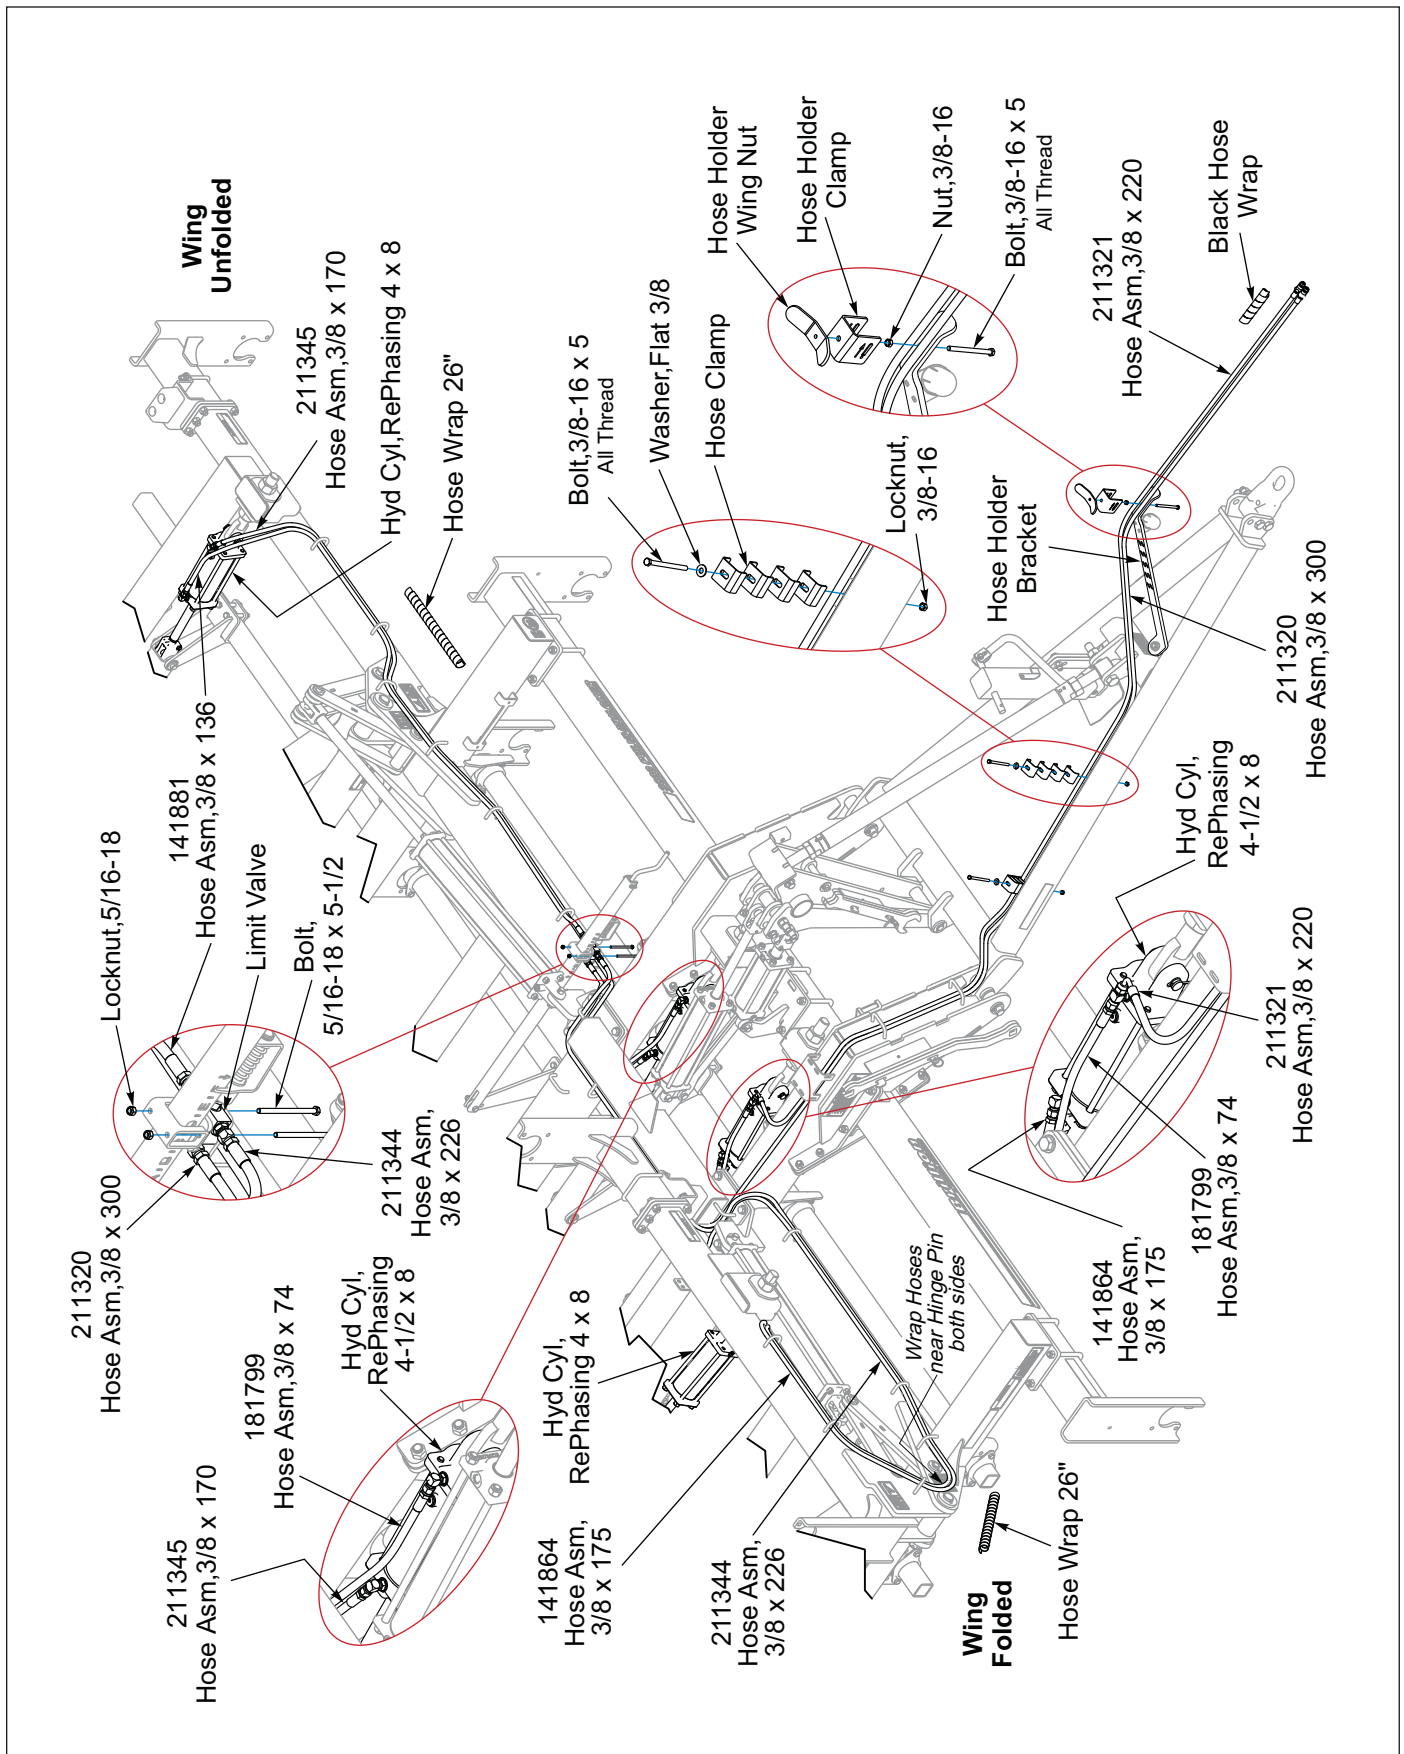 211320
Hose Asm,3/8 x 300
Locknut,5/16-18
141881
Hose Asm,3/8 x 136
Limit Valve
Bolt,
5/16-18 x 5-1/2
211344
Hose Asm,
3/8 x 226
Wing
Unfolded
211345
Hose Asm,3/8 x 170
Hyd Cyl,RePhasing 4 x 8
Hose Wrap 26"
211345
Hose Asm,3/8 x 170
181799
Hose Asm,3/8 x 74
Hyd Cyl,
RePhasing
4-1/2 x 8
Bolt,3/8-16 x 5
All Thread
Washer,Flat 3/8
Hose Clamp
Locknut,
3/8-16
Hose Holder
Wing Nut
Hose Holder
Clamp
Nut,3/8-16
Bolt,3/8-16 x 5
All Thread
Hyd Cyl,
RePhasing 4 x 8
141864
Hose Asm,
3/8 x 175
211344
Hose Asm,
3/8 x 226
Wing
Folded
Hose Wrap 26"
Wrap Hoses
near Hinge Pin
both sides
141864
Hose Asm,
3/8 x 175
181799
Hose Asm,3/8 x 74
211321
Hose Asm,3/8 x 220
Hyd Cyl,
RePhasing
4-1/2 x 8
Hose Holder
Bracket
211320
Hose Asm,3/8 x 300
211321
Hose Asm,3/8 x 220
Black Hose
Wrap